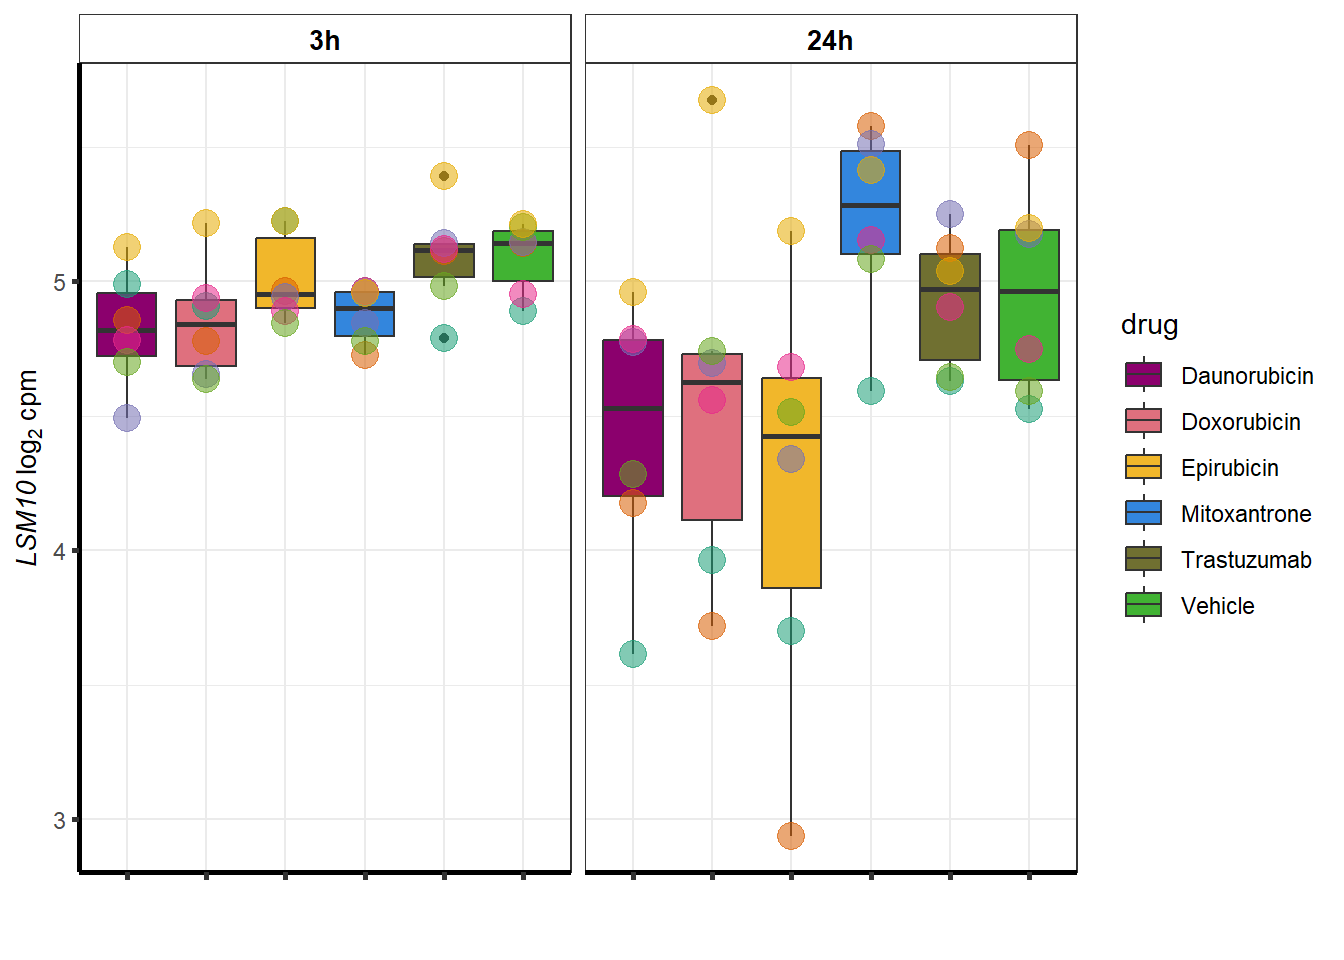 3h
24h
5
4
3
LSM10 log₂ cpm
drug
Daunorubicin
Doxorubicin
Epirubicin
Mitoxantrone
Trastuzumab
Vehicle